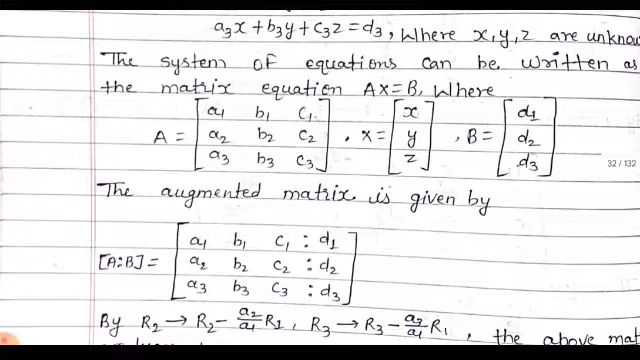 a3x + b3y + c3z = d3, Where x, y, z are
The system of equations can be written as
the matrix equation AX=B, Where
A = [ a1 b1 c1 ; a2 b2 c2 ; a3 b3 c3 ] , x = [ x ; y ; z ] , B = [ d1 ; d2 ; d3 ]
32 / 132
The augmented matrix is given by
[A:B] = [ a1 b1 c1 : d1 ; a2 b2 c2 : d2 ; a3 b3 c3 : d3 ]
By R2 → R2 - a2/a1 R1, R3 → R3 - a3/a1 R1, the above